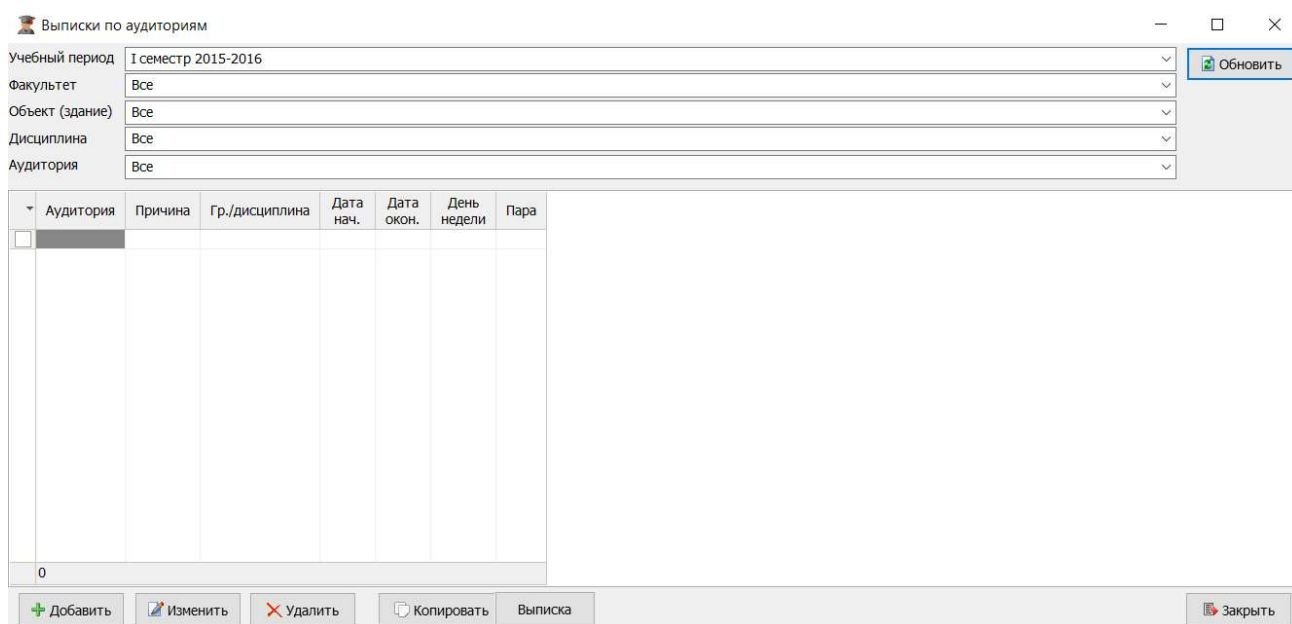 Выписки по аудиториям
Учебный период I семестр 2015-2016 Обновить
Факультет Все
Объект (здание) Все
Дисциплина Все
Аудитория Все
Аудитория Причина Гр./дисциплина Дата нач. Дата окон. День недели Пара
0
Добавить Изменить Удалить Копировать Выписка Закрыть